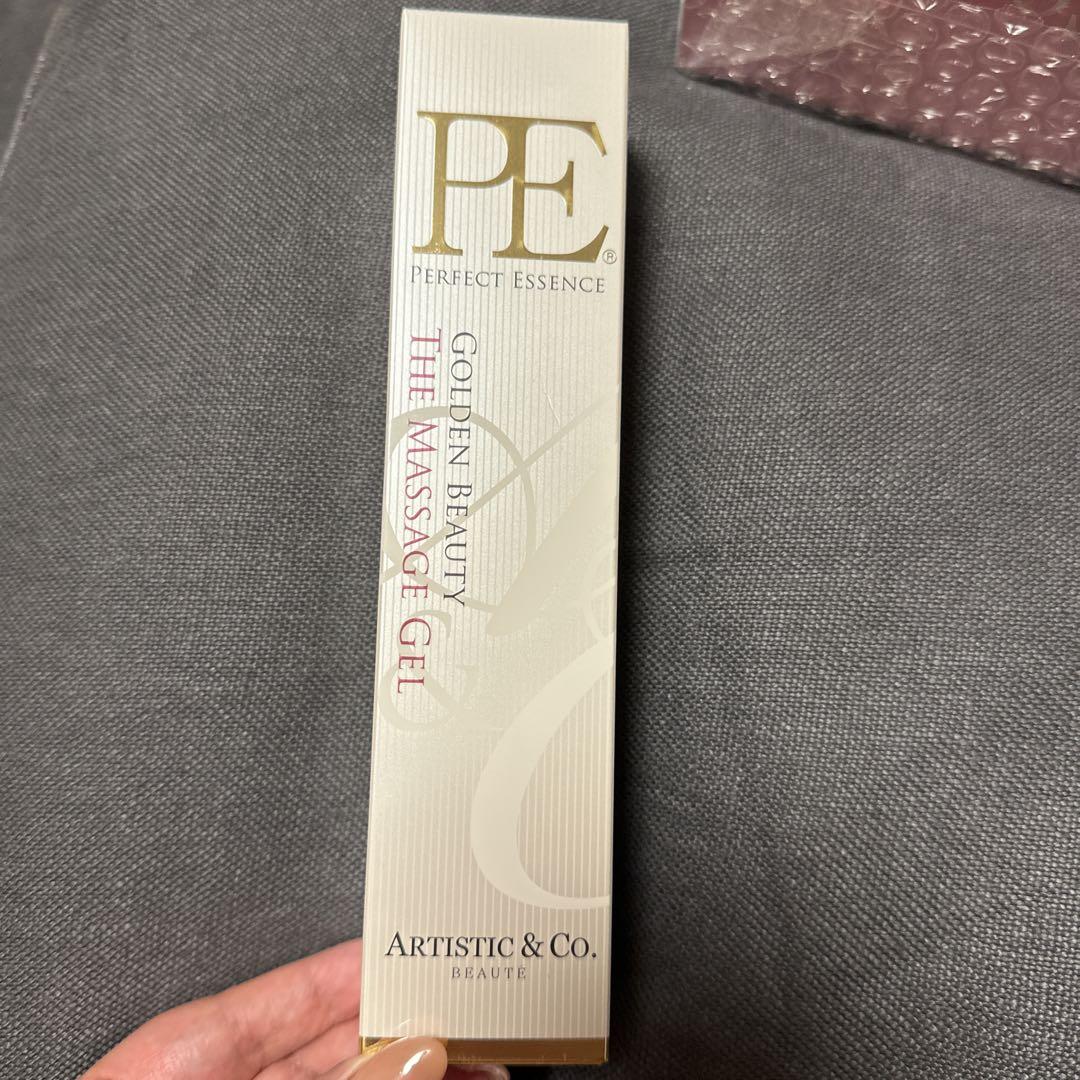 PE®
PERFECT ESSENCE
GOLDEN BEAUTY
THE MASSAGE GEL
ARTISTIC & CO.
BEAUTÉ